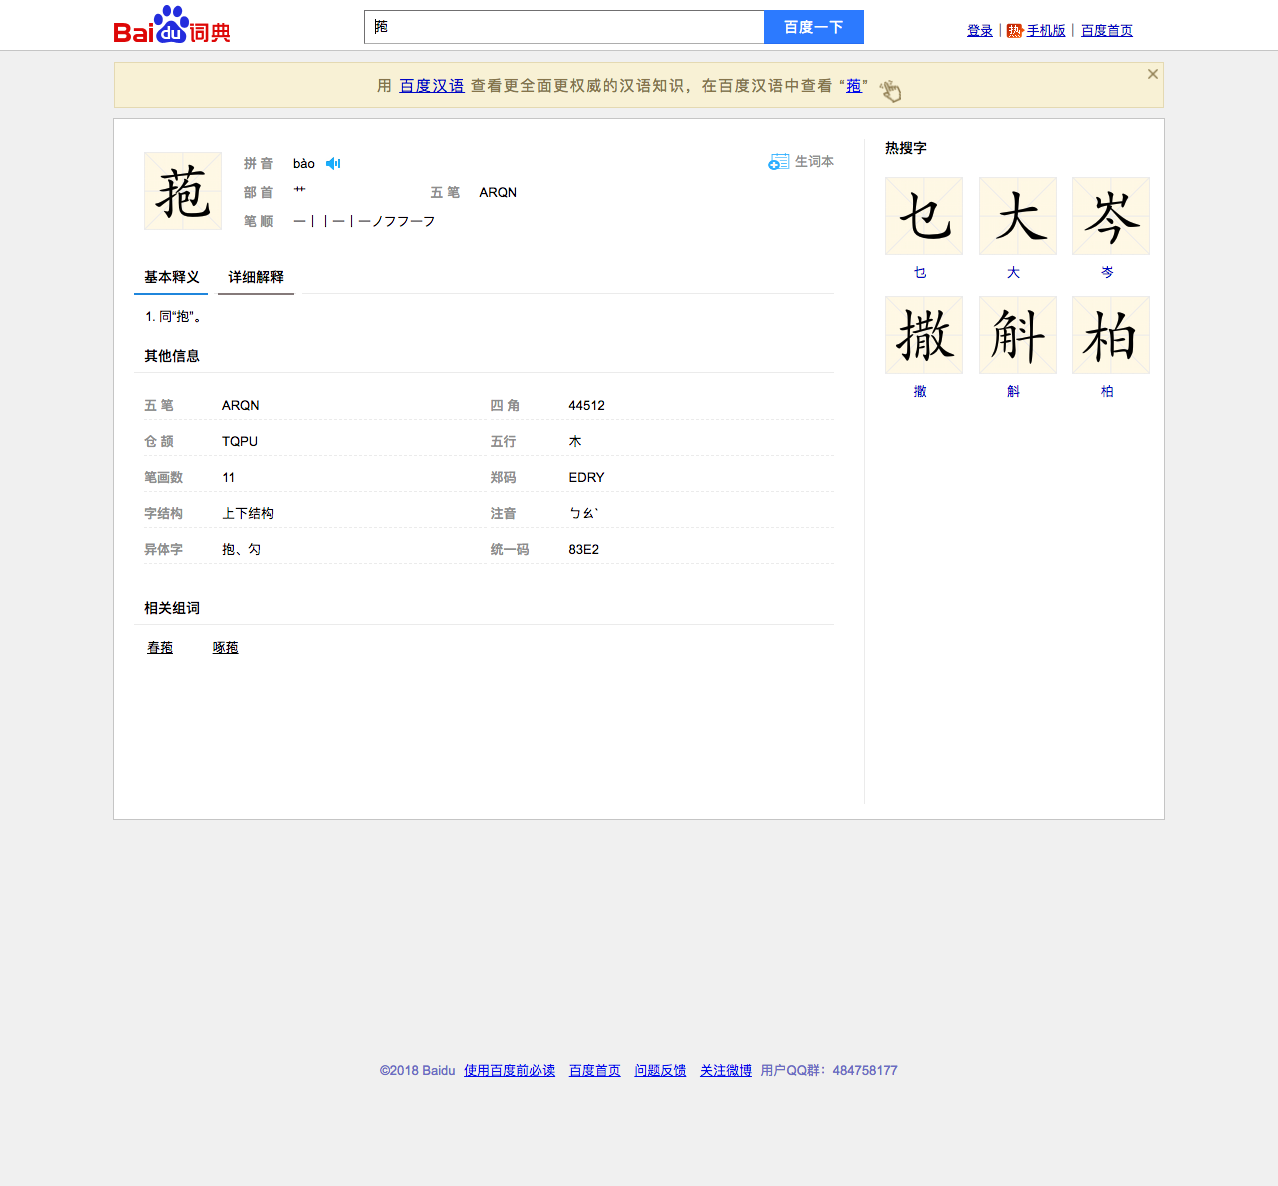 Baidu词典
菢
百度一下
登录 | 热 手机版 | 百度首页
用 百度汉语 查看更全面更权威的汉语知识，在百度汉语中查看 “菢”
菢
拼 音 bào
生词本
部 首 艹 五 笔 ARQN
笔 顺 一丨丨一丨一ノフフ一フ
基本释义 详细解释
1. 同“抱”。
其他信息
五 笔 ARQN 四 角 44512
仓 颉 TQPU 五行 木
笔画数 11 郑码 EDRY
字结构 上下结构 注音 ㄅㄠˋ
异体字 抱、勽 统一码 83E2
相关组词
春菢 啄菢
热搜字
乜 大 岑
乜 大 岑
撒 斛 柏
撒 斛 柏
©2018 Baidu 使用百度前必读 百度首页 问题反馈 关注微博 用户QQ群：484758177